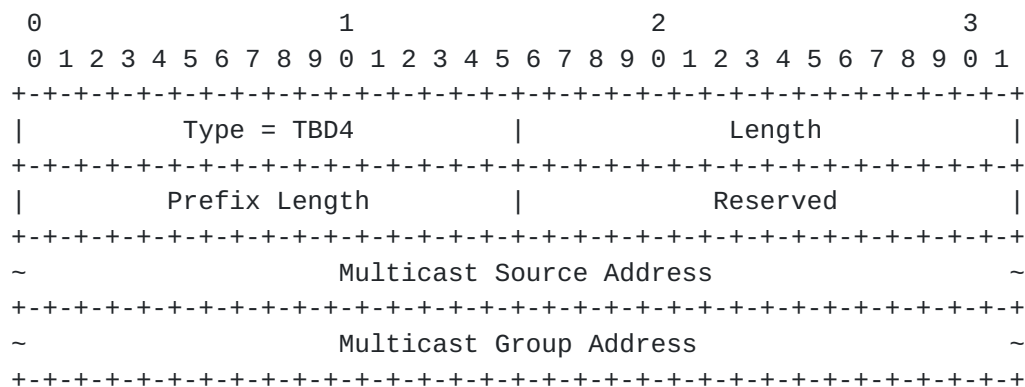 0                   1                   2                   3
 0 1 2 3 4 5 6 7 8 9 0 1 2 3 4 5 6 7 8 9 0 1 2 3 4 5 6 7 8 9 0 1
+-+-+-+-+-+-+-+-+-+-+-+-+-+-+-+-+-+-+-+-+-+-+-+-+-+-+-+-+-+-+-+-+
|          Type = TBD4          |             Length            |
+-+-+-+-+-+-+-+-+-+-+-+-+-+-+-+-+-+-+-+-+-+-+-+-+-+-+-+-+-+-+-+-+
|         Prefix Length         |            Reserved           |
+-+-+-+-+-+-+-+-+-+-+-+-+-+-+-+-+-+-+-+-+-+-+-+-+-+-+-+-+-+-+-+-+
~                    Multicast Source Address                   ~
+-+-+-+-+-+-+-+-+-+-+-+-+-+-+-+-+-+-+-+-+-+-+-+-+-+-+-+-+-+-+-+-+
~                    Multicast Group Address                    ~
+-+-+-+-+-+-+-+-+-+-+-+-+-+-+-+-+-+-+-+-+-+-+-+-+-+-+-+-+-+-+-+-+